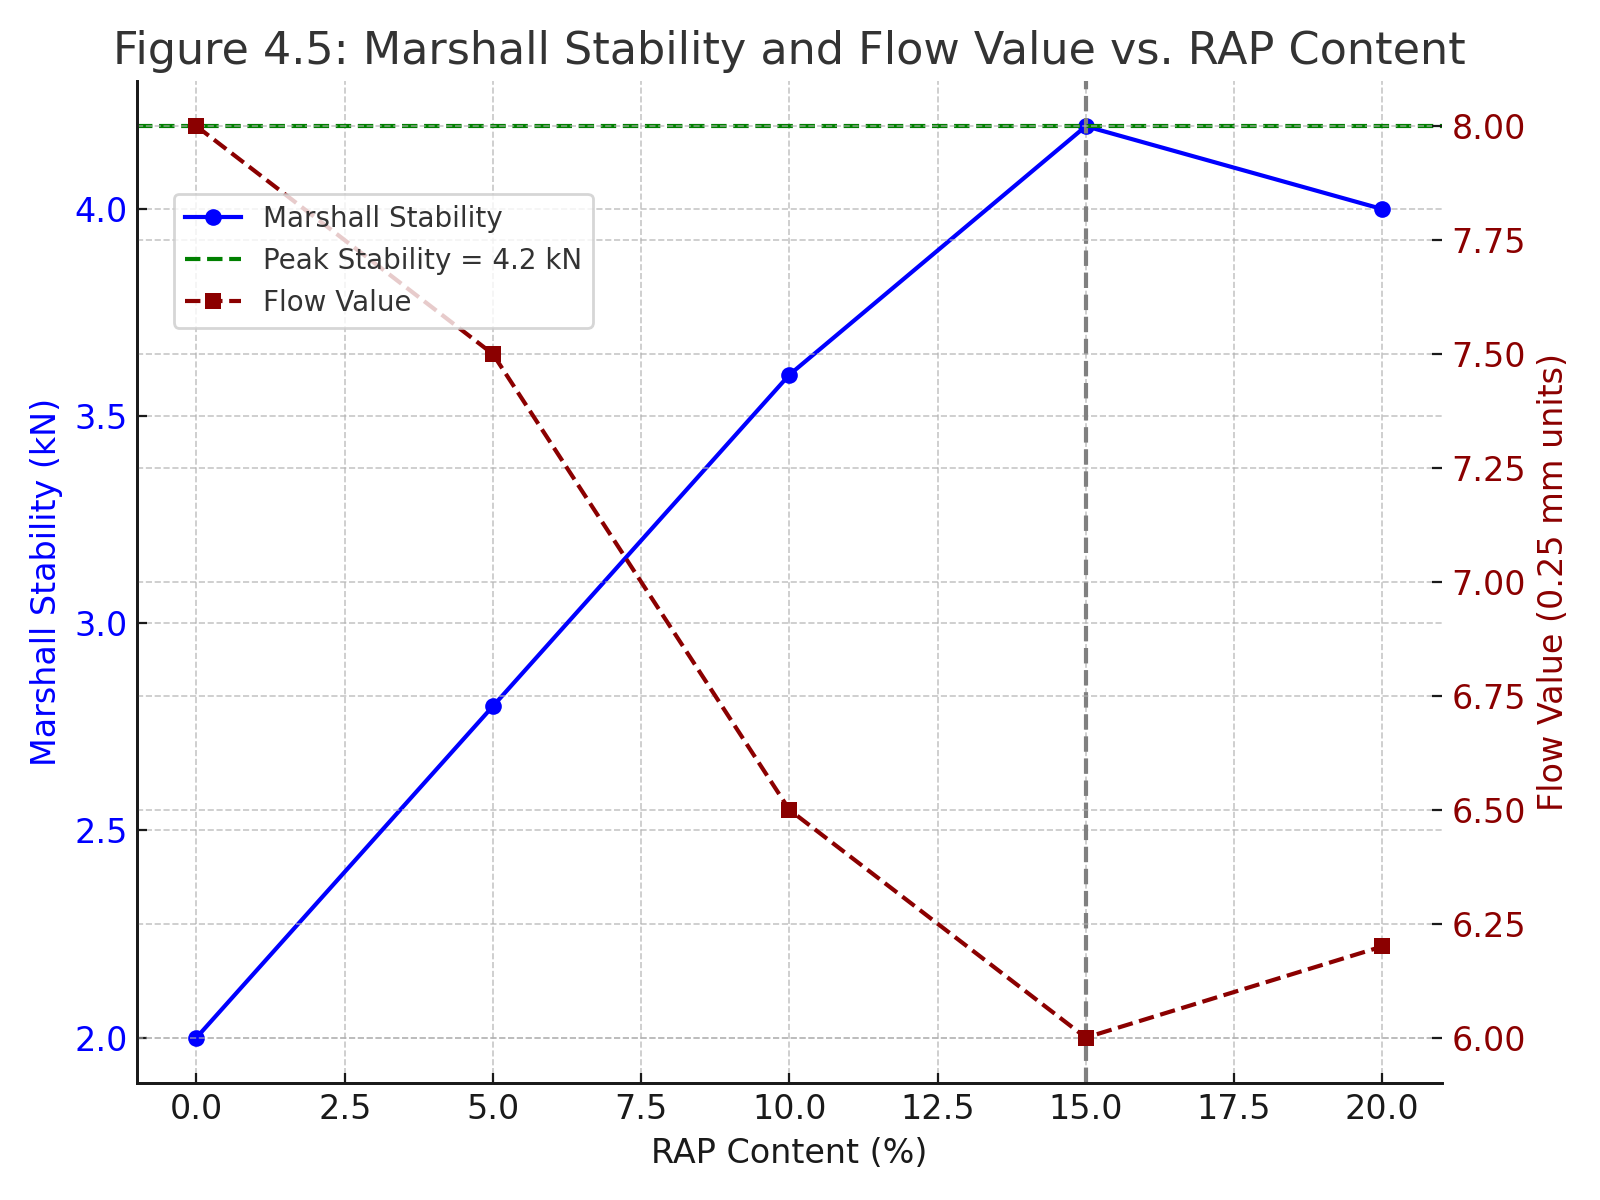 Figure 4.5: Marshall Stability and Flow Value vs. RAP Content
Marshall Stability
Peak Stability = 4.2 kN
Flow Value
Marshall Stability (kN)
4.0
3.5
3.0
2.5
2.0
8.00
7.75
7.50
7.25
7.00
6.75
6.50
6.25
6.00
Flow Value (0.25 mm units)
0.0 2.5 5.0 7.5 10.0 12.5 15.0 17.5 20.0
RAP Content (%)